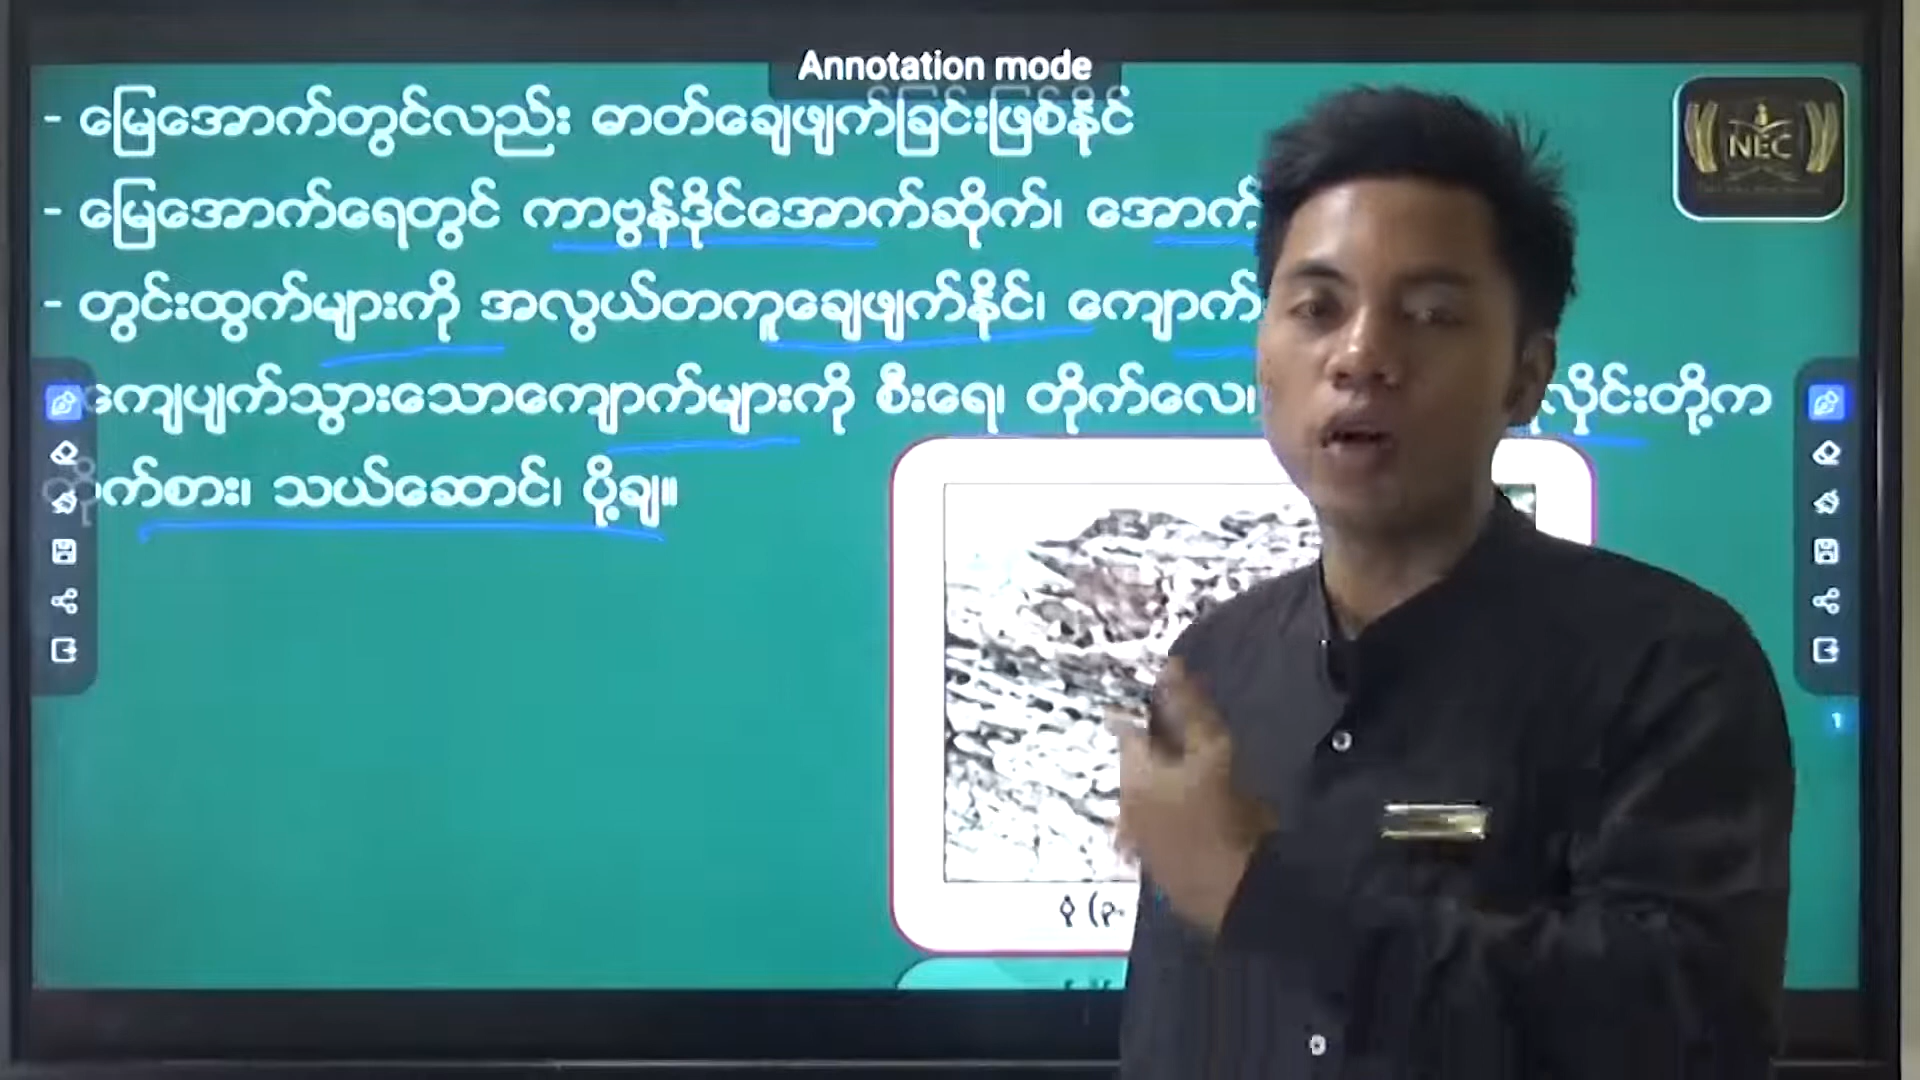 Annotation mode
- မြေအောက်တွင်လည်း ဓာတ်ချေဖျက်ခြင်းဖြစ်နိုင်
- မြေအောက်ရေတွင် ကာဗွန်ဒိုင်အောက်ဆိုက်၊ အောက်
- တွင်းထွက်များကို အလွယ်တကူချေဖျက်နိုင်၊ ကျောက်
ကျေပျက်သွားသောကျောက်များကို စီးရေ၊ တိုက်လေ၊ လှိုင်းတို့က
တိုက်စား၊ သယ်ဆောင်၊ ပို့ချ။
ပုံ (၃.
NEC
1